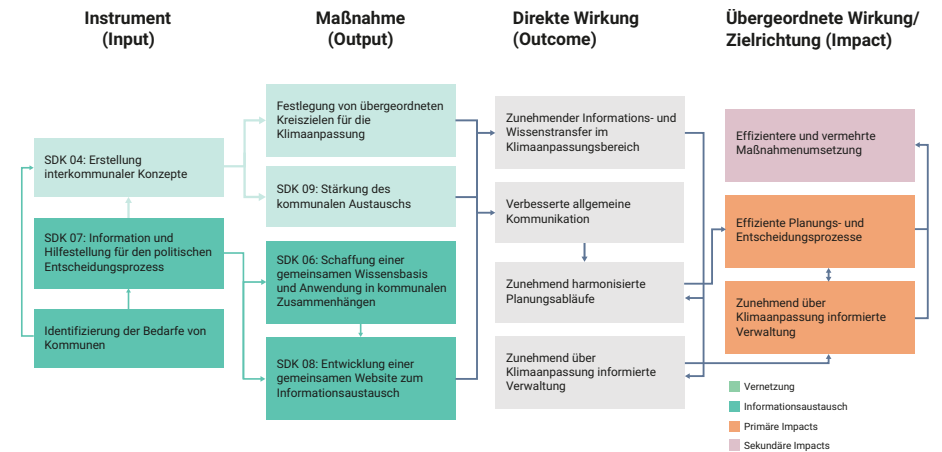 Instrument
(Input)
Maßnahme
(Output)
Direkte Wirkung
(Outcome)
Übergeordnete Wirkung/
Zielrichtung (Impact)
SDK 04: Erstellung
interkommunaler Konzepte
SDK 07: Information und
Hilfestellung für den politischen
Entscheidungsprozess
Identifizierung der Bedarfe von
Kommunen
Festlegung von übergeordneten
Kreiszielen für die
Klimaanpassung
SDK 09: Stärkung des
kommunalen Austauschs
SDK 06: Schaffung einer
gemeinsamen Wissensbasis
und Anwendung in kommunalen
Zusammenhängen
SDK 08: Entwicklung einer
gemeinsamen Website zum
Informationsaustausch
Zunehmender Informations- und
Wissenstransfer im
Klimaanpassungsbereich
Verbesserte allgemeine
Kommunikation
Zunehmend harmonisierte
Planungsabläufe
Zunehmend über
Klimaanpassung informierte
Verwaltung
Effizientere und vermehrte
Maßnahmenumsetzung
Effiziente Planungs- und
Entscheidungsprozesse
Zunehmend über
Klimaanpassung informierte
Verwaltung
Vernetzung
Informationsaustausch
Primäre Impacts
Sekundäre Impacts